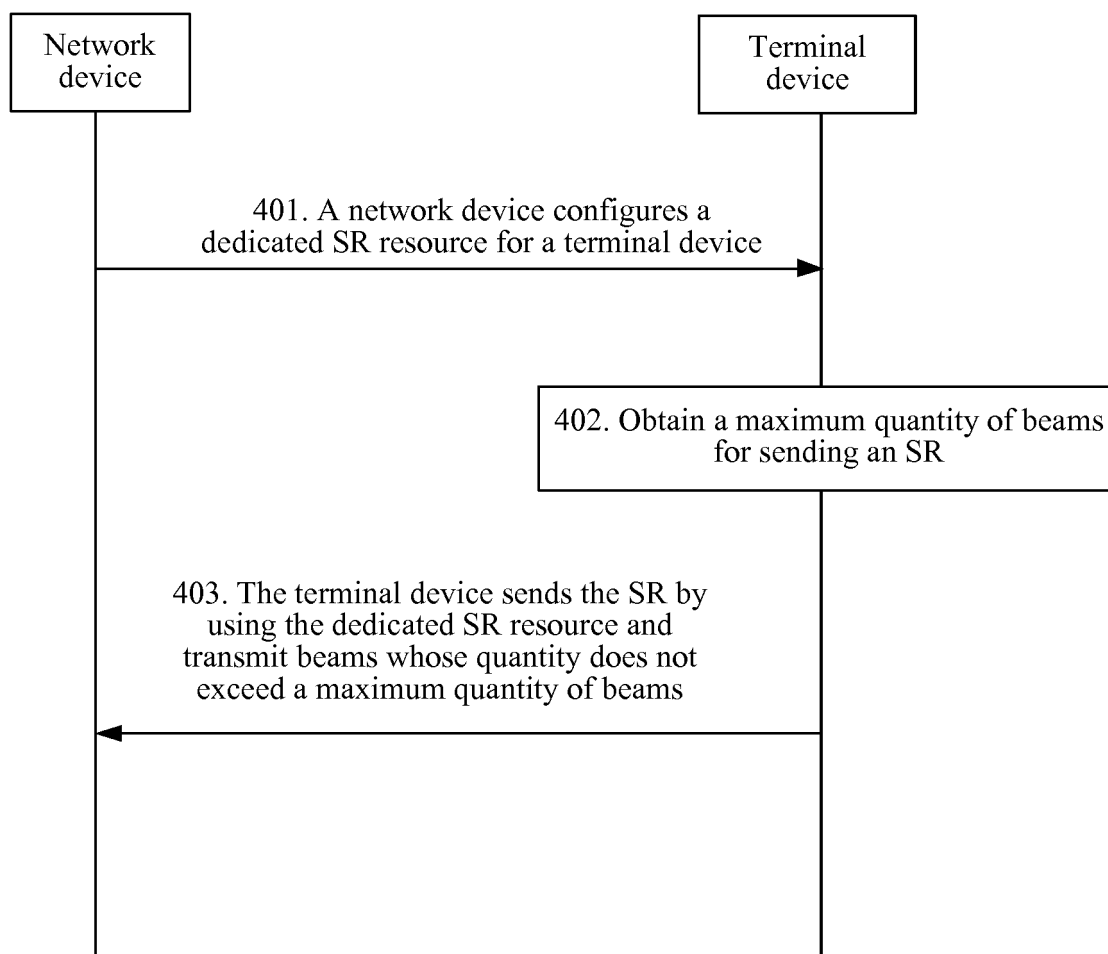 Network
device
Terminal
device
401. A network device configures a
dedicated SR resource for a terminal device
402. Obtain a maximum quantity of beams
for sending an SR
403. The terminal device sends the SR by
using the dedicated SR resource and
transmit beams whose quantity does not
exceed a maximum quantity of beams